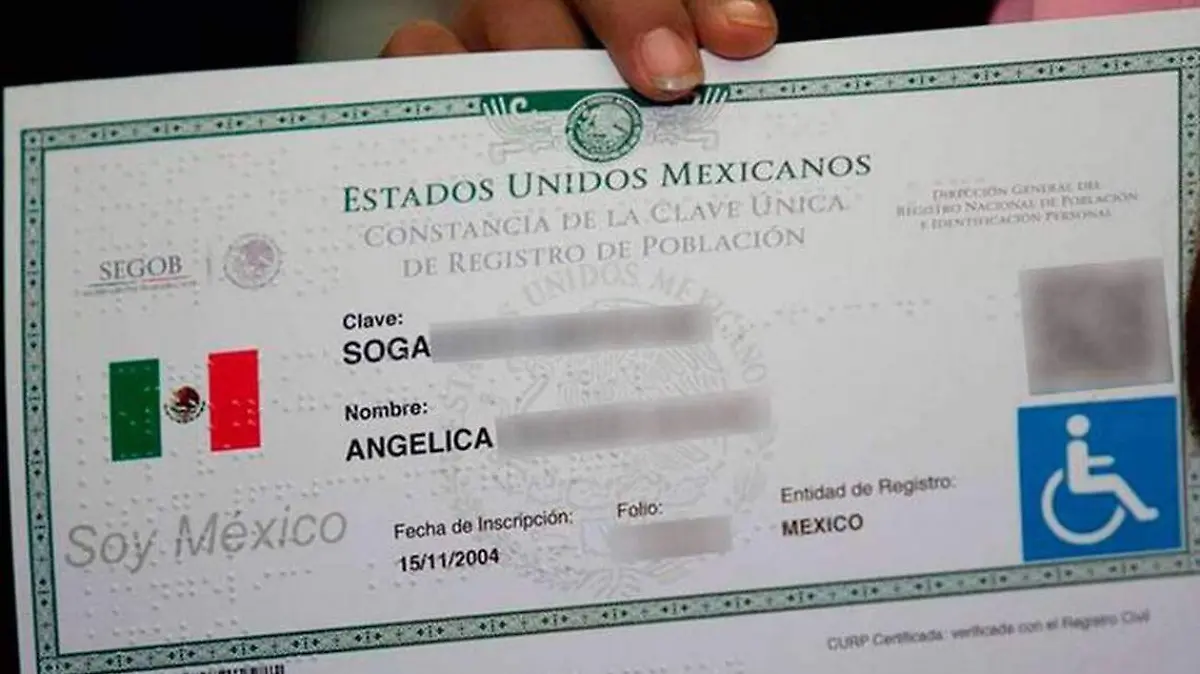 ESTADOS UNIDOS MEXICANOS
CONSTANCIA DE LA CLAVE ÚNICA
DE REGISTRO DE POBLACIÓN
DIRECCIÓN GENERAL DEL
REGISTRO NACIONAL DE POBLACIÓN
E IDENTIFICACIÓN PERSONAL
SEGOB
Clave:
SOGA
Nombre:
ANGELICA
Soy México
Fecha de Inscripción:
15/11/2004
Folio:
Entidad de Registro:
MEXICO
CURP Certificada: verificada con el Registro Civil